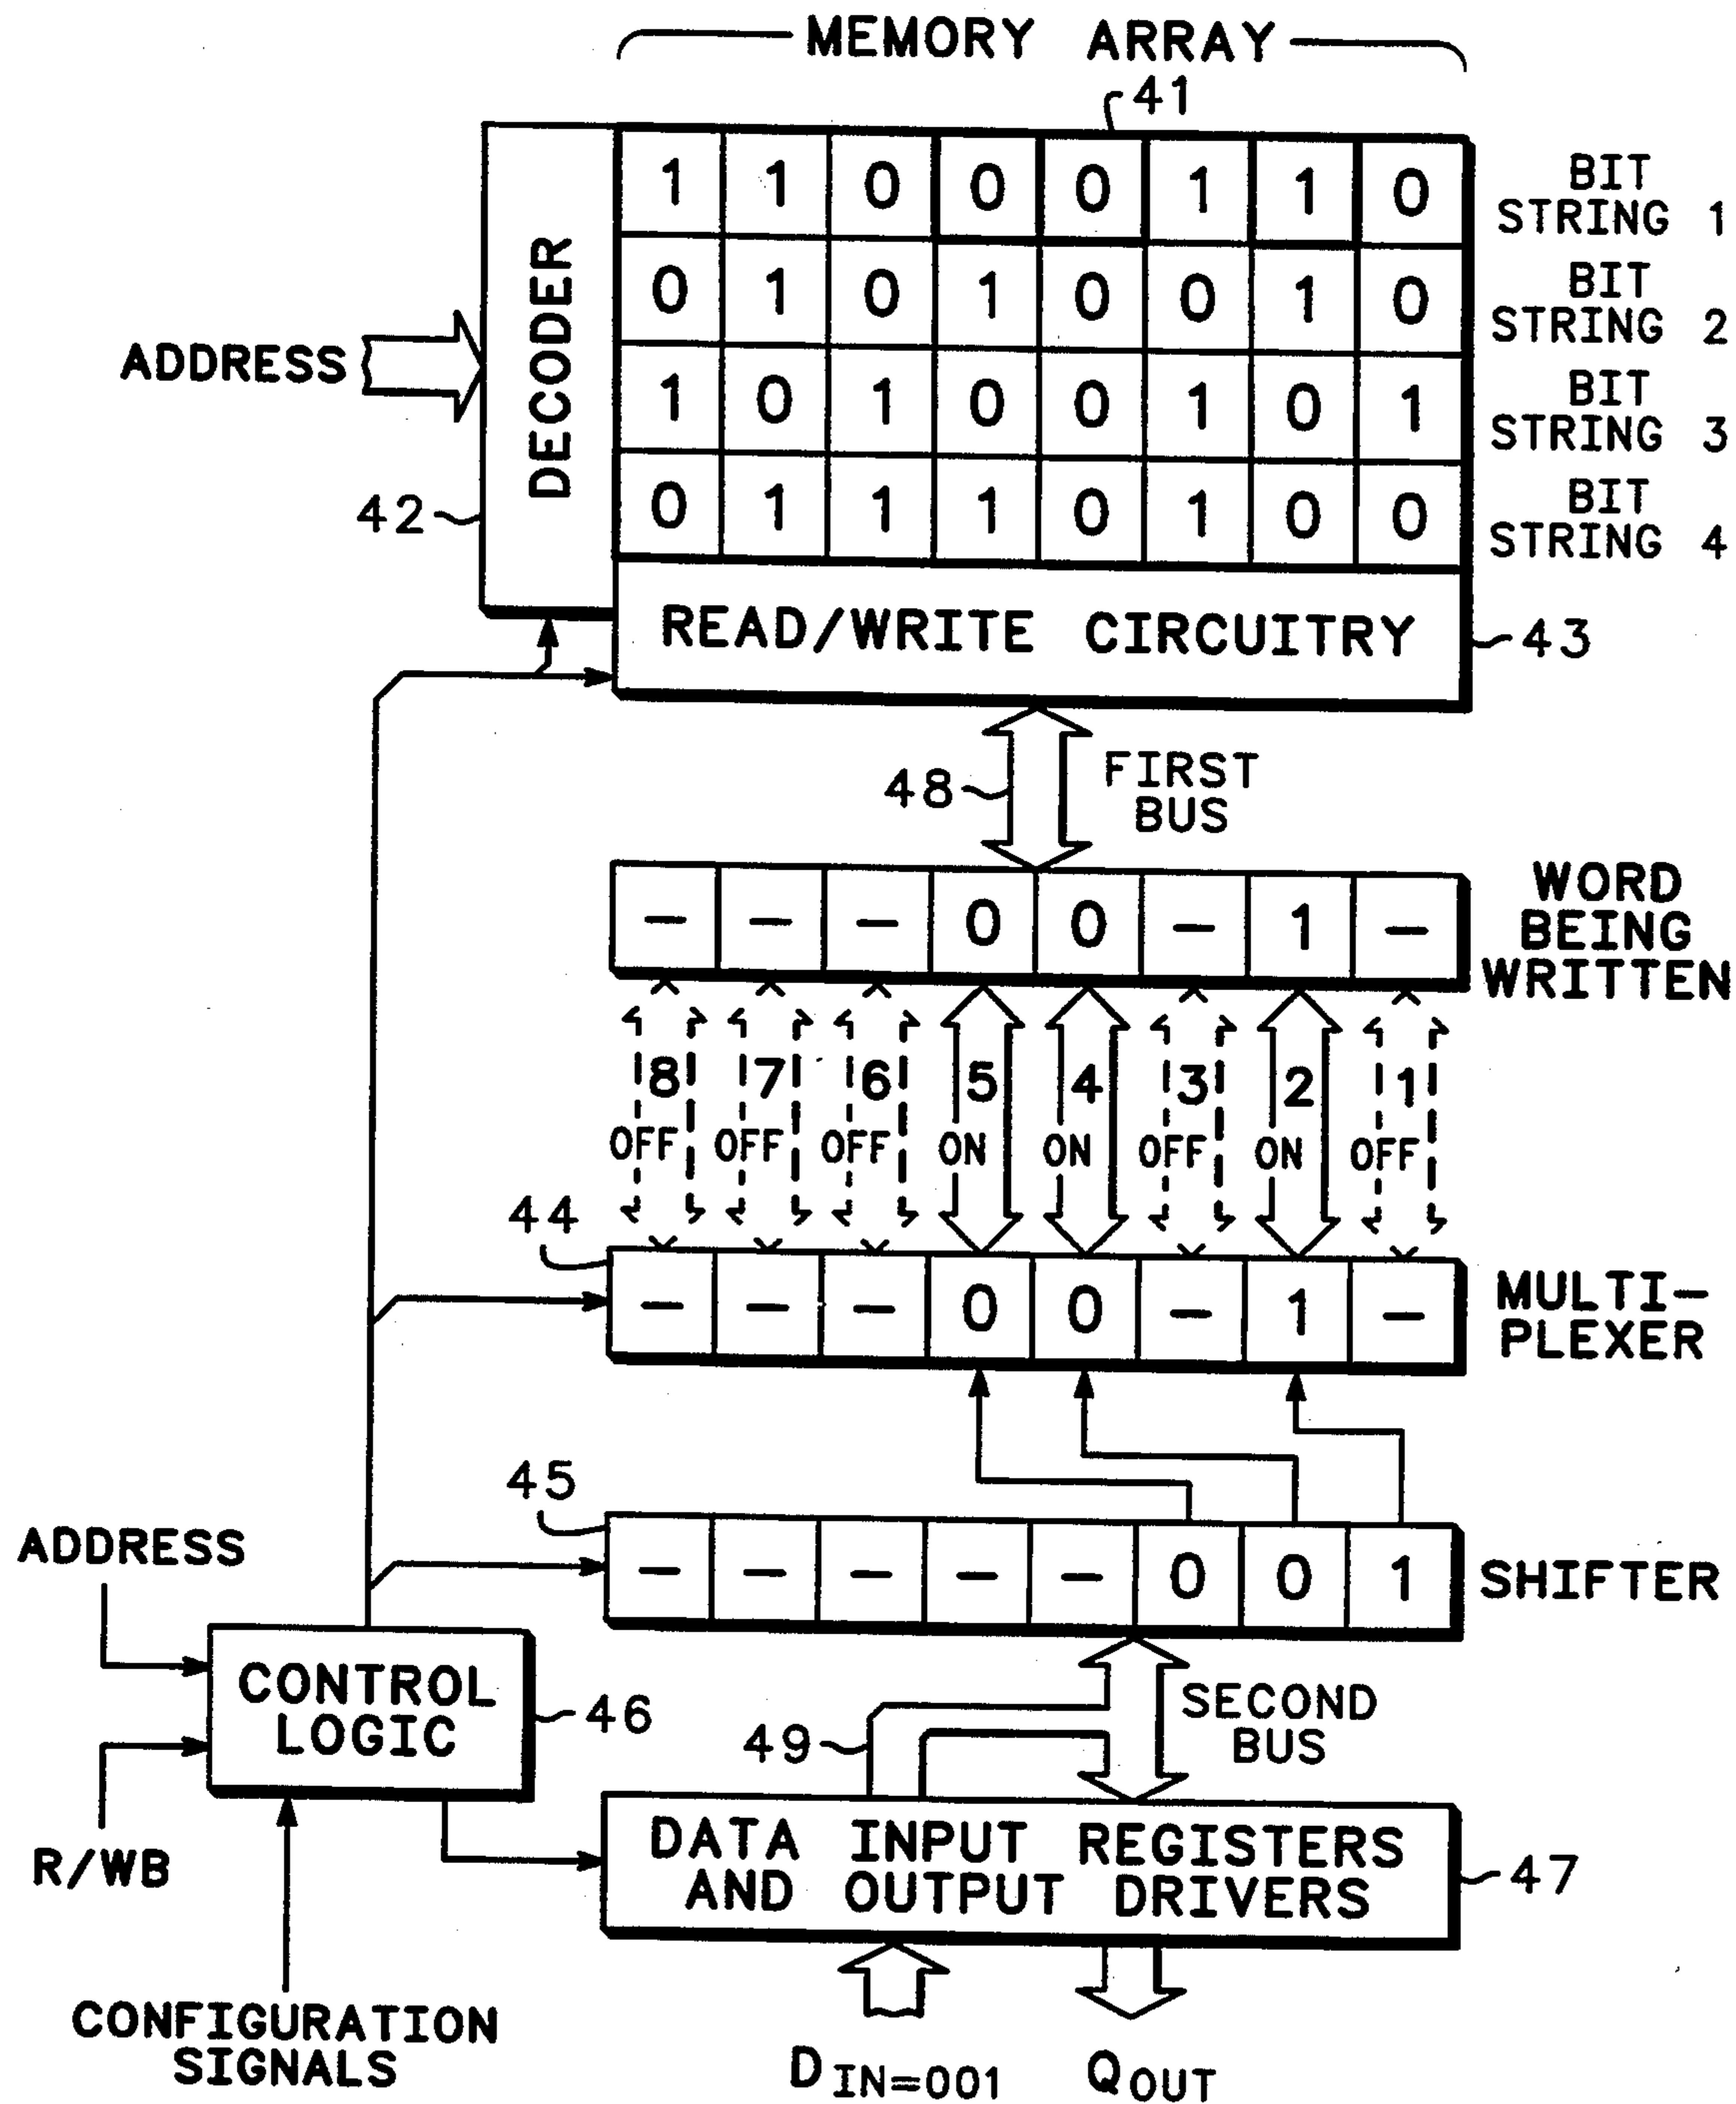 MEMORY ARRAY
41
1 1 0 0 0 1 1 0
BIT
STRING 1
0 1 0 1 0 0 1 0
BIT
STRING 2
1 0 1 0 0 1 0 1
BIT
STRING 3
0 1 1 1 0 1 0 0
BIT
STRING 4
DECODER
ADDRESS
42
READ/WRITE CIRCUITRY
43
48
FIRST
BUS
- - - 0 0 - 1 -
WORD
BEING
WRITTEN
8 7 6 5 4 3 2 1
OFF OFF OFF ON ON OFF ON OFF
44
- - - 0 0 - 1 -
MULTI-
PLEXER
45
- - - - - 0 0 1
SHIFTER
ADDRESS
CONTROL
LOGIC
46
R/WB
CONFIGURATION
SIGNALS
49
SECOND
BUS
DATA INPUT REGISTERS
AND OUTPUT DRIVERS
47
DIN=001
QOUT